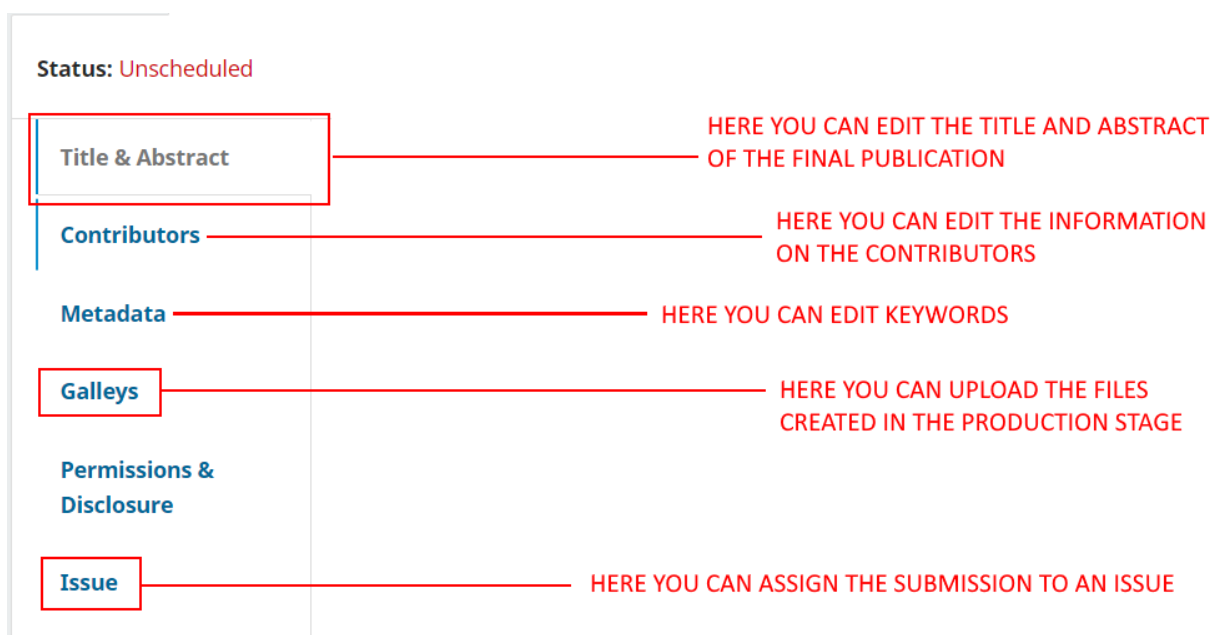 Status: Unscheduled
Title & Abstract
HERE YOU CAN EDIT THE TITLE AND ABSTRACT
OF THE FINAL PUBLICATION
Contributors
HERE YOU CAN EDIT THE INFORMATION
ON THE CONTRIBUTORS
Metadata
HERE YOU CAN EDIT KEYWORDS
Galleys
HERE YOU CAN UPLOAD THE FILES
CREATED IN THE PRODUCTION STAGE
Permissions &
Disclosure
Issue
HERE YOU CAN ASSIGN THE SUBMISSION TO AN ISSUE